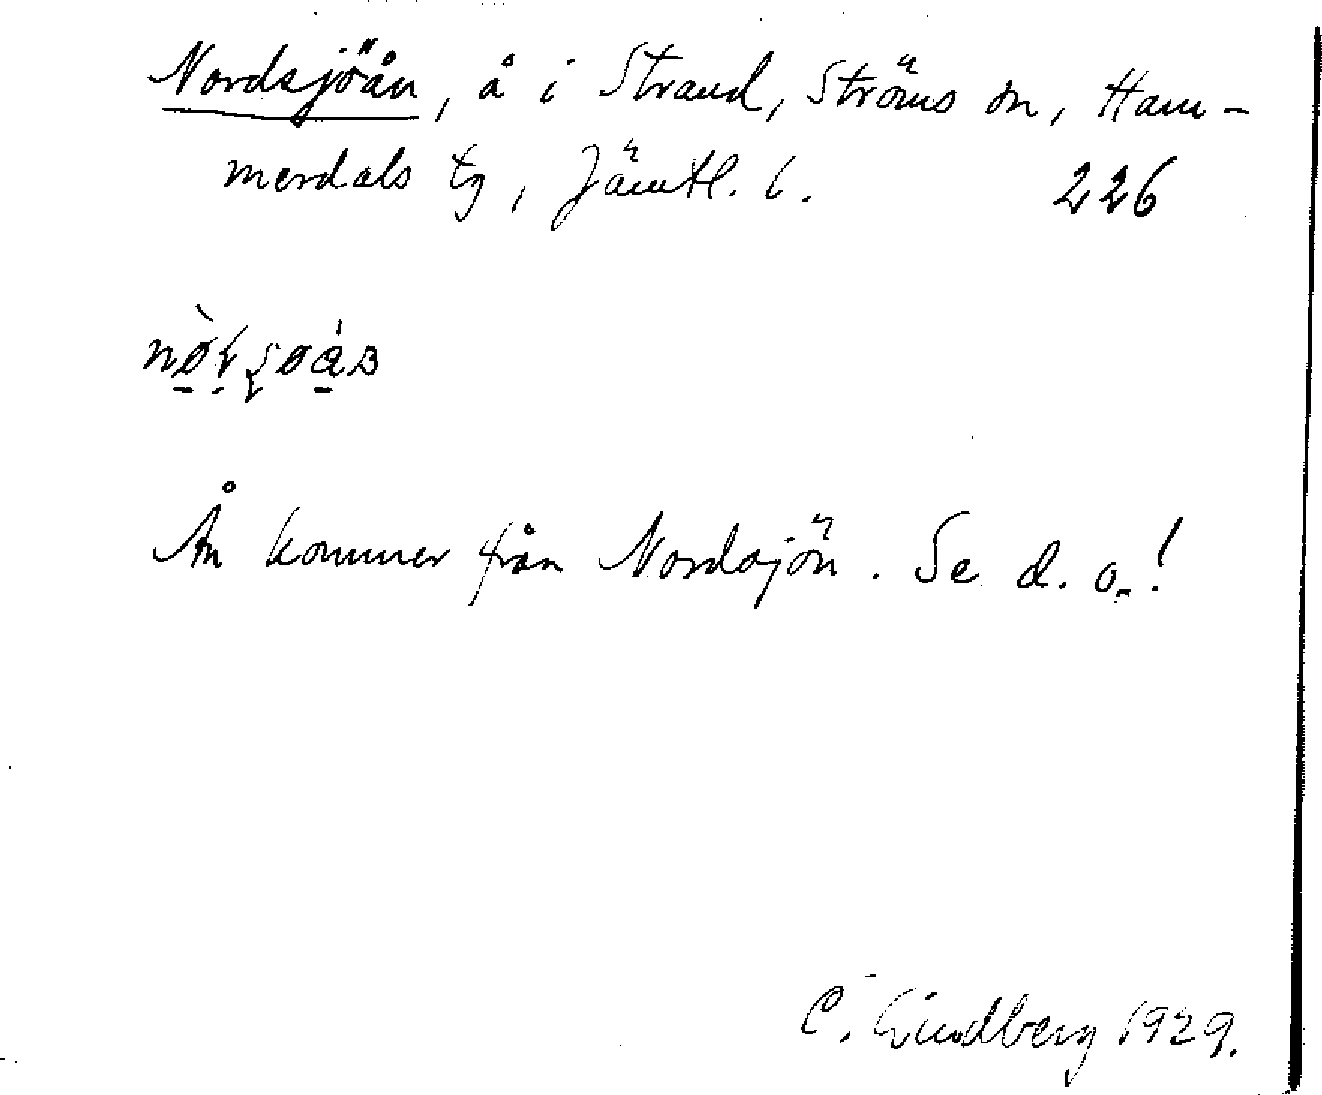 Nordsjöån, å i Strand, Ströms sn, Ham-
merdals tg, Jämtl. l. 226
Ån kommer från Nordsjön. Se d. o.!
C. Lindberg 1929.